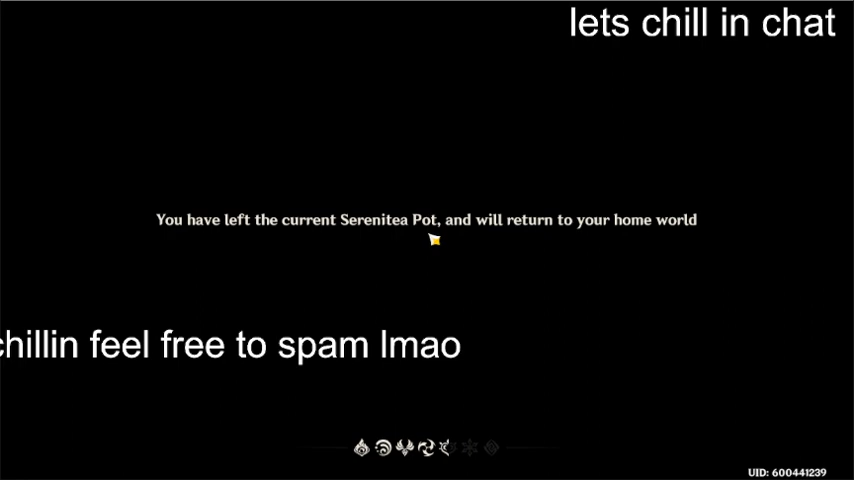 lets chill in chat
You have left the current Serenitea Pot, and will return to your home world
chillin feel free to spam lmao
UID: 600441239